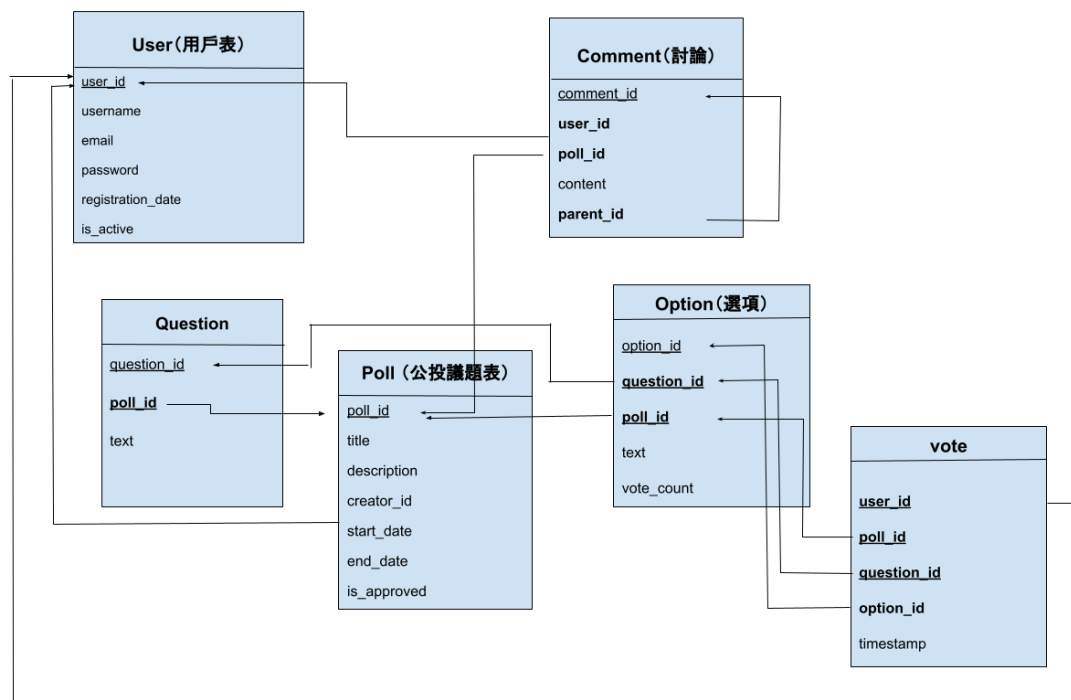 User(用戶表)
user_id
username
email
password
registration_date
is_active
Comment(討論)
comment_id
user_id
poll_id
content
parent_id
Question
question_id
poll_id
text
Poll (公投議題表)
poll_id
title
description
creator_id
start_date
end_date
is_approved
Option(選項)
option_id
question_id
poll_id
text
vote_count
vote
user_id
poll_id
question_id
option_id
timestamp